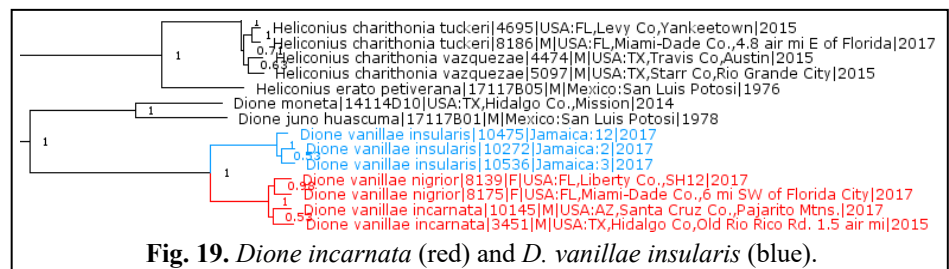 1
Heliconius charithonia tuckeri|4695|USA:FL,Levy Co,Yankeetown|2015
1
Heliconius charithonia tuckeri|8186|M|USA:FL,Miami-Dade Co.,4.8 air mi E of Florida|2017
1
0.71
Heliconius charithonia vazquezae|4474|M|USA:TX,Travis Co,Austin|2015
0.63
Heliconius charithonia vazquezae|5097|M|USA:TX,Starr Co,Rio Grande City|2015
Heliconius erato petiverana|17117B05|M|Mexico:San Luis Potosi|1976
Dione moneta|14114D10|USA:TX,Hidalgo Co.,Mission|2014
1
Dione juno huascuma|17117B01|M|Mexico:San Luis Potosi|1978
Dione vanillae insularis|10475|Jamaica:12|2017
1
1
Dione vanillae insularis|10272|Jamaica:2|2017
0.53
Dione vanillae insularis|10536|Jamaica:3|2017
1
Dione vanillae nigrior|8139|F|USA:FL,Liberty Co.,SH12|2017
0.96
Dione vanillae nigrior|8175|F|USA:FL,Miami-Dade Co.,6 mi SW of Florida City|2017
1
Dione vanillae incarnata|10145|M|USA:AZ,Santa Cruz Co.,Pajarito Mtns.|2017
Dione vanillae incarnata|3451|M|USA:TX,Hidalgo Co,Old Rio Rico Rd. 1.5 air mi|2015
Fig. 19. Dione incarnata (red) and D. vanillae insularis (blue).